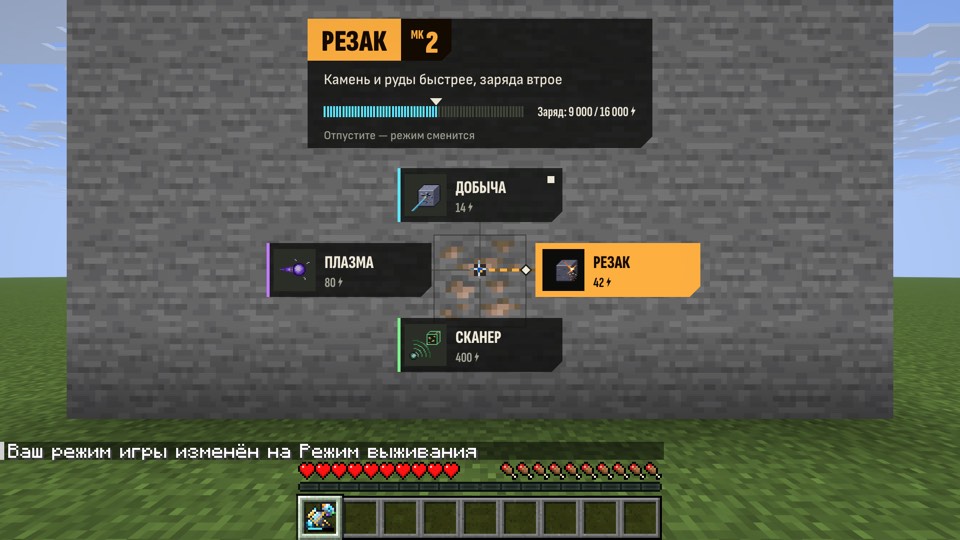 РЕЗАК МК 2
Камень и руды быстрее, заряда втрое
Заряд: 9 000 / 16 000
Отпустите — режим сменится
ДОБЫЧА
14
ПЛАЗМА
80
РЕЗАК
42
СКАНЕР
400
Ваш режим игры изменён на Режим выживания